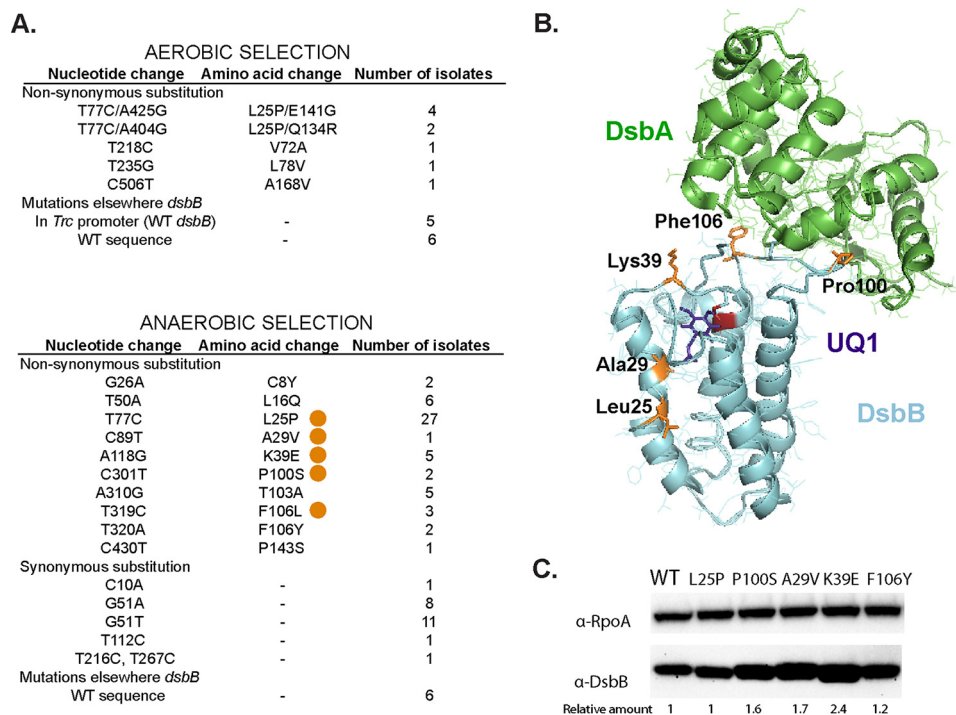 A.
AEROBIC SELECTION
Nucleotide change Amino acid change Number of isolates
Non-synonymous substitution
T77C/A425G L25P/E141G 4
T77C/A404G L25P/Q134R 2
T218C V72A 1
T235G L78V 1
C506T A168V 1
Mutations elsewhere dsbB
In Trc promoter (WT dsbB) - 5
WT sequence - 6
ANAEROBIC SELECTION
Nucleotide change Amino acid change Number of isolates
Non-synonymous substitution
G26A C8Y 2
T50A L16Q 6
T77C L25P 27
C89T A29V 1
A118G K39E 5
C301T P100S 2
A310G T103A 5
T319C F106L 3
T320A F106Y 2
C430T P143S 1
Synonymous substitution
C10A - 1
G51A - 8
G51T - 11
T112C - 1
T216C, T267C - 1
Mutations elsewhere dsbB
WT sequence - 6
B.
DsbA
Phe106
Lys39
Pro100
UQ1
Ala29
Leu25
DsbB
C.
WT L25P P100S A29V K39E F106Y
α-RpoA
α-DsbB
Relative amount 1 1 1.6 1.7 2.4 1.2